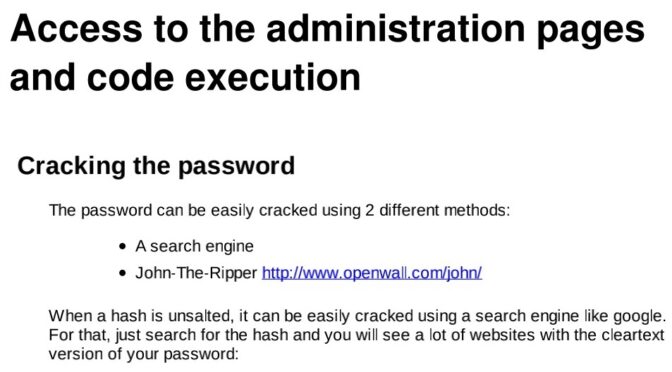 Access to the administration pages
and code execution
Cracking the password
The password can be easily cracked using 2 different methods:
• A search engine
• John-The-Ripper http://www.openwall.com/john/
When a hash is unsalted, it can be easily cracked using a search engine like google.
For that, just search for the hash and you will see a lot of websites with the cleartext
version of your password: